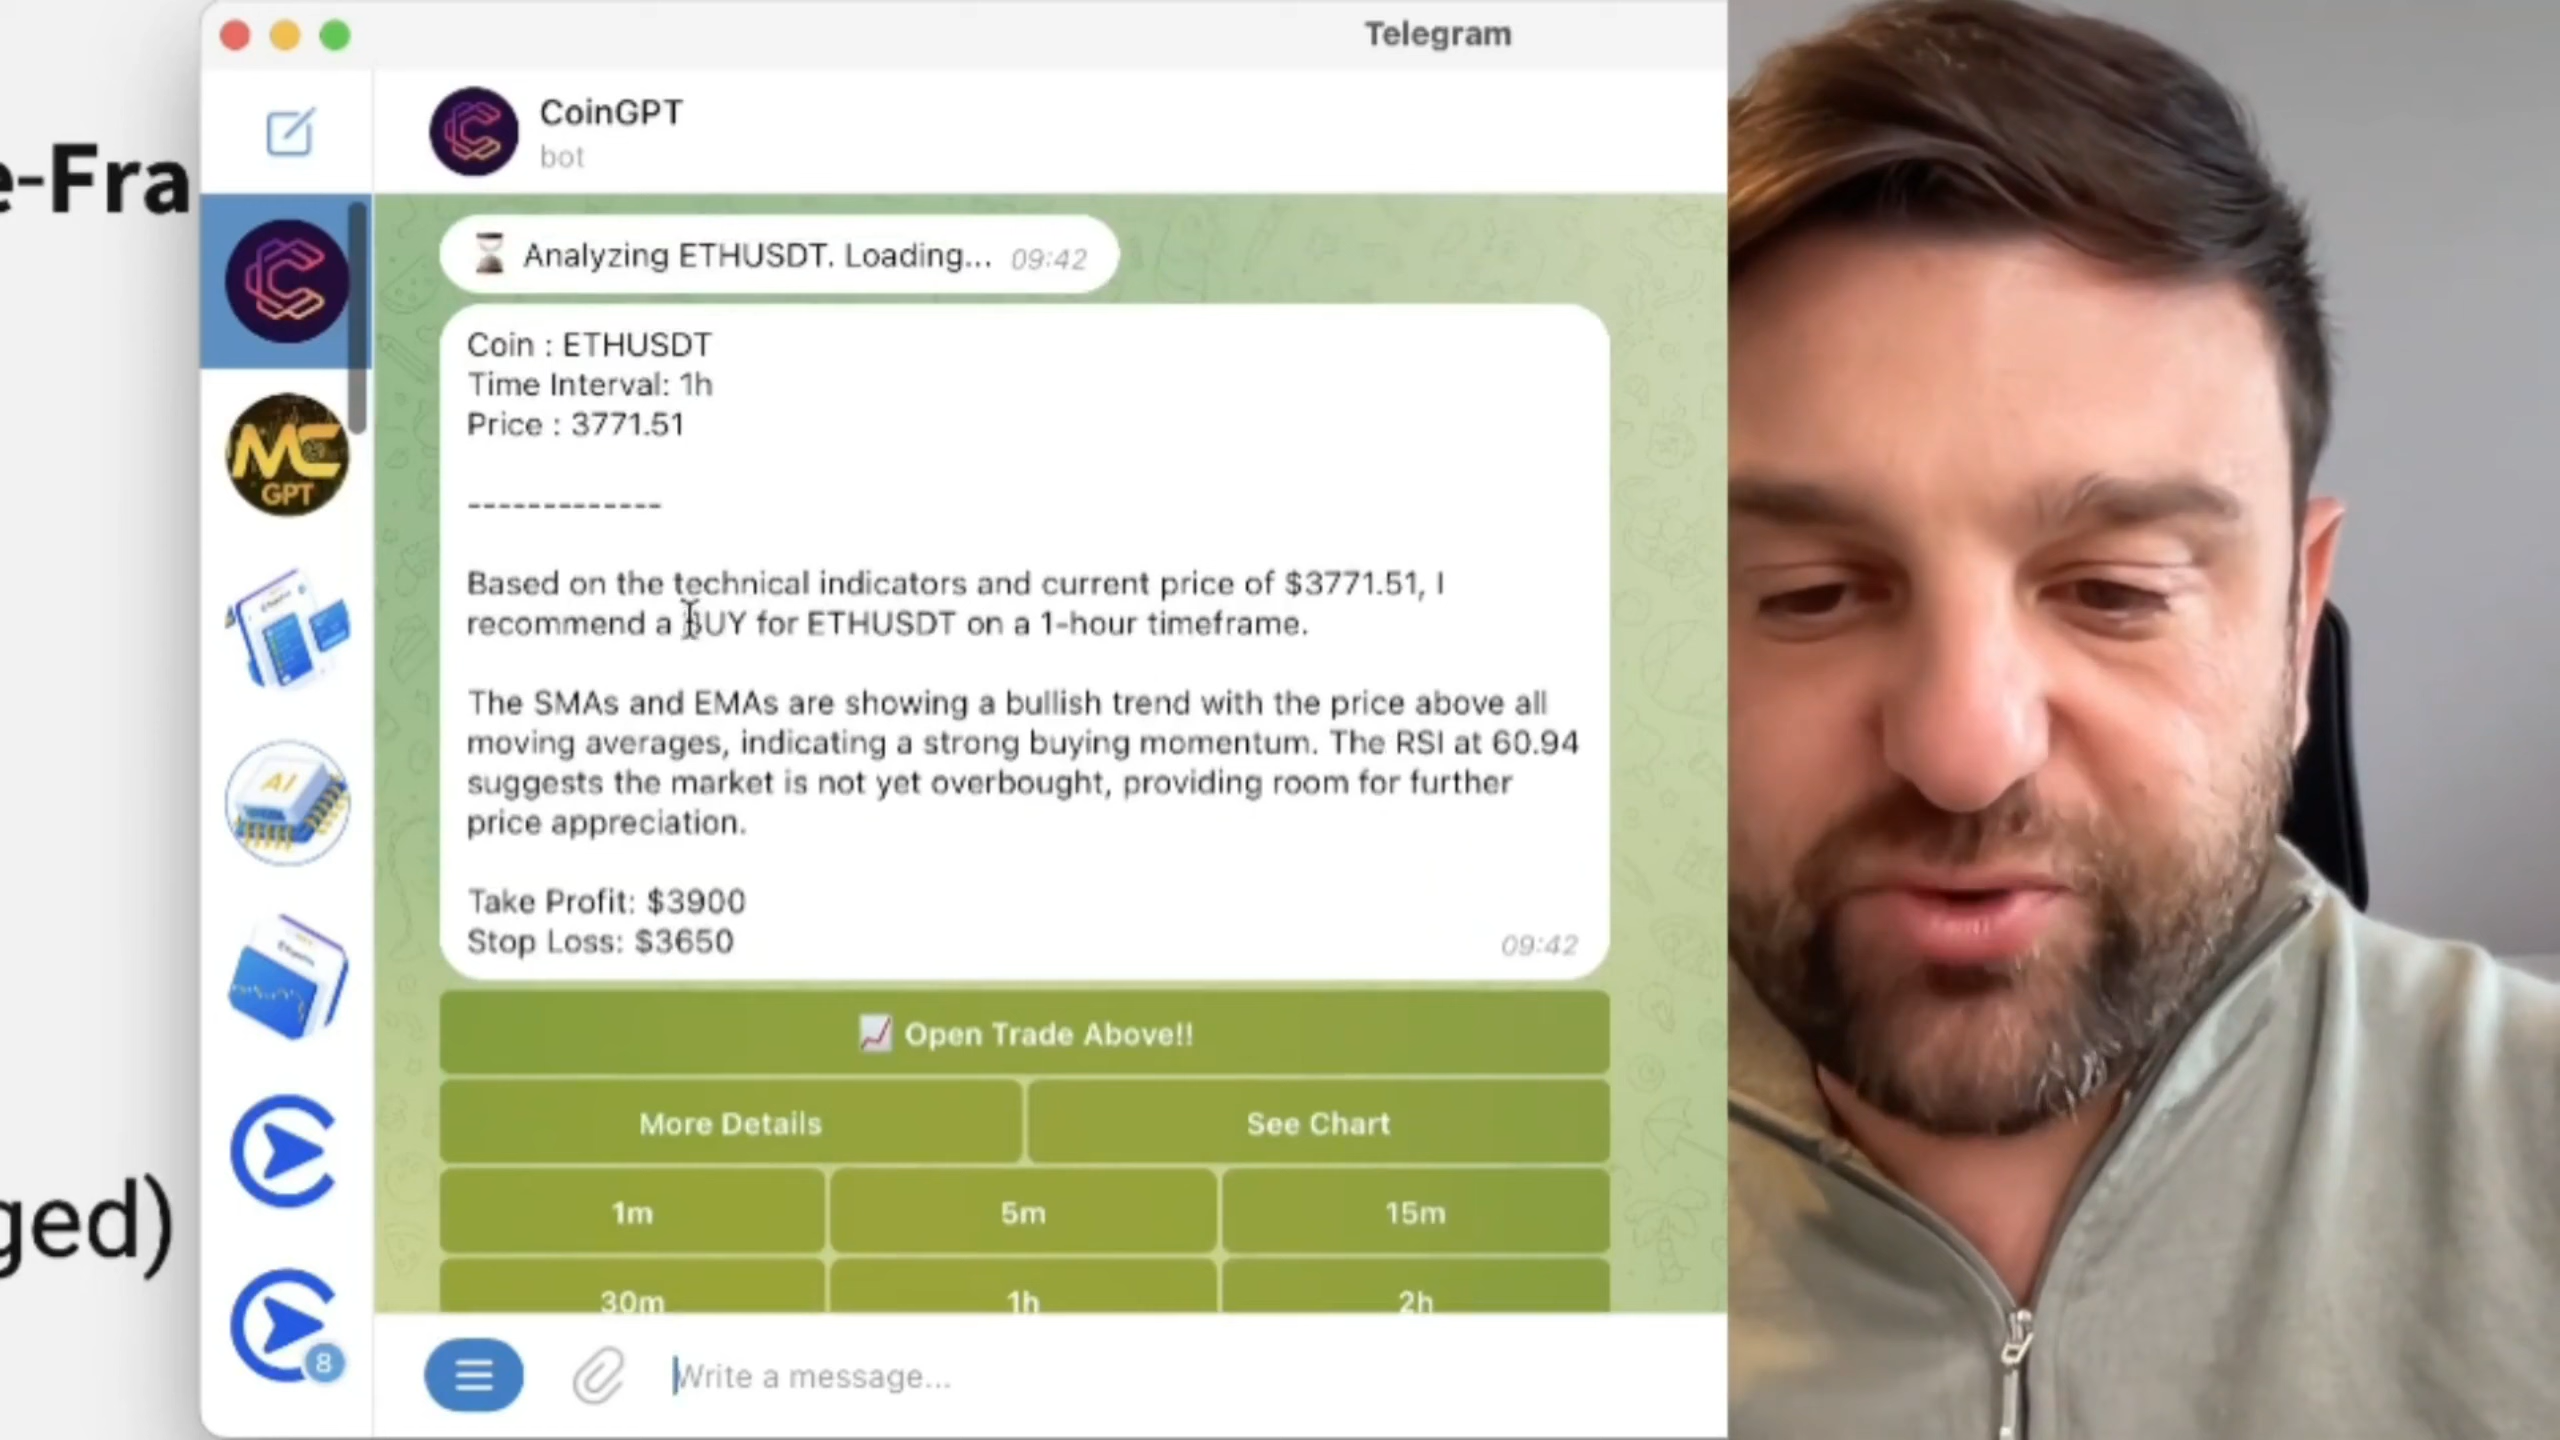 Telegram
e-Fra
CoinGPT
bot
Analyzing ETHUSDT. Loading... 09:42
MC
GPT
AI
Coin : ETHUSDT
Time Interval: 1h
Price : 3771.51
-------------
Based on the technical indicators and current price of $3771.51, I
recommend a BUY for ETHUSDT on a 1-hour timeframe.
The SMAs and EMAs are showing a bullish trend with the price above all
moving averages, indicating a strong buying momentum. The RSI at 60.94
suggests the market is not yet overbought, providing room for further
price appreciation.
Take Profit: $3900
Stop Loss: $3650
09:42
Open Trade Above!!
More Details
See Chart
1m
5m
15m
30m
1h
2h
ged)
8
Write a message...